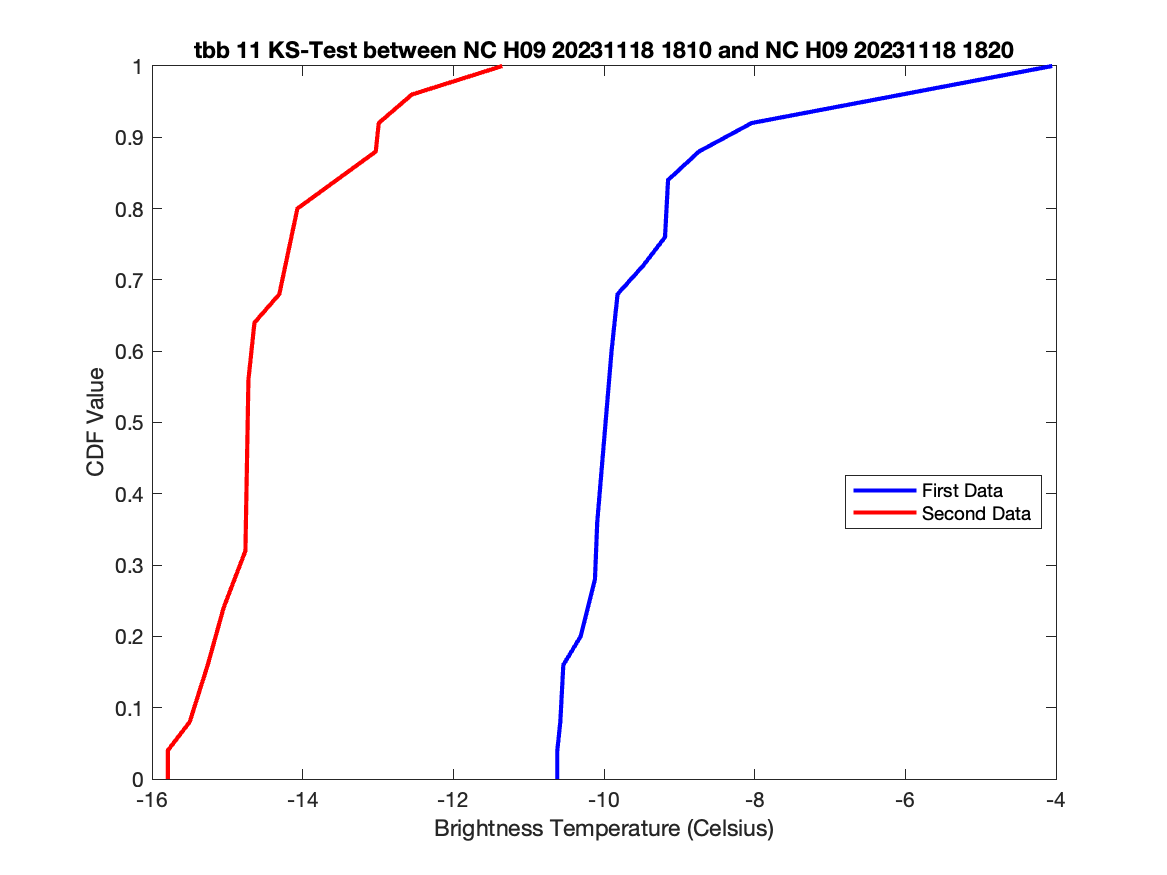 tbb 11 KS-Test between NC H09 20231118 1810 and NC H09 20231118 1820
1
0.9
0.8
0.7
0.6
0.5
0.4
0.3
0.2
0.1
0
CDF Value
First Data
Second Data
-16 -14 -12 -10 -8 -6 -4
Brightness Temperature (Celsius)